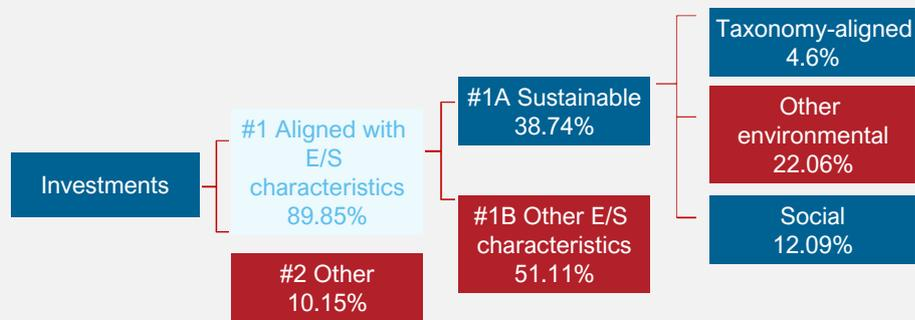 Investments
#1 Aligned with
E/S
characteristics
89.85%
#2 Other
10.15%
#1A Sustainable
38.74%
#1B Other E/S
characteristics
51.11%
Taxonomy-aligned
4.6%
Other
environmental
22.06%
Social
12.09%